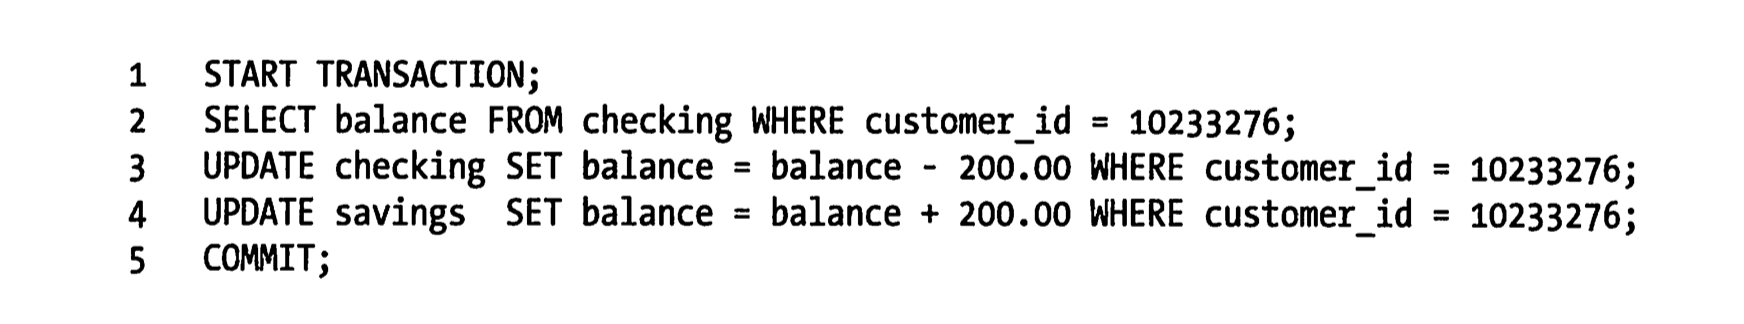 1 START TRANSACTION;
2 SELECT balance FROM checking WHERE customer_id = 10233276;
3 UPDATE checking SET balance = balance - 200.00 WHERE customer_id = 10233276;
4 UPDATE savings  SET balance = balance + 200.00 WHERE customer_id = 10233276;
5 COMMIT;